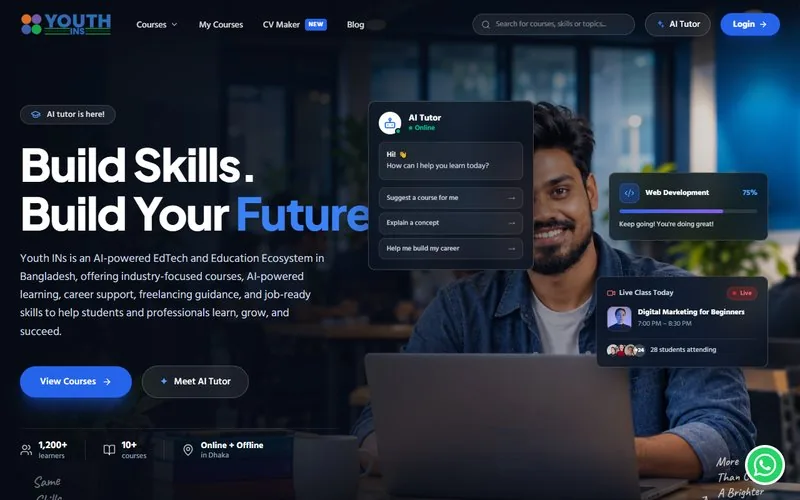 YOUTH
INS
Courses
My Courses
CV Maker
NEW
Blog
Search for courses, skills or topics...
AI Tutor
Login →
AI tutor is here!
Build Skills.
Build Your Future
Youth INs is an AI-powered EdTech and Education Ecosystem in
Bangladesh, offering industry-focused courses, AI-powered
learning, career support, freelancing guidance, and job-ready
skills to help students and professionals learn, grow, and
succeed.
View Courses →
Meet AI Tutor
1,200+
learners
10+
courses
Online + Offline
in Dhaka
AI Tutor
Online
Hi! 👋
How can I help you learn today?
Suggest a course for me →
Explain a concept →
Help me build my career →
Web Development 75%
Keep going! You're doing great!
Live Class Today
Live
Digital Marketing for Beginners
7:00 PM – 8:30 PM
+24
28 students attending
Same
Skills
More
Than
A Brighter